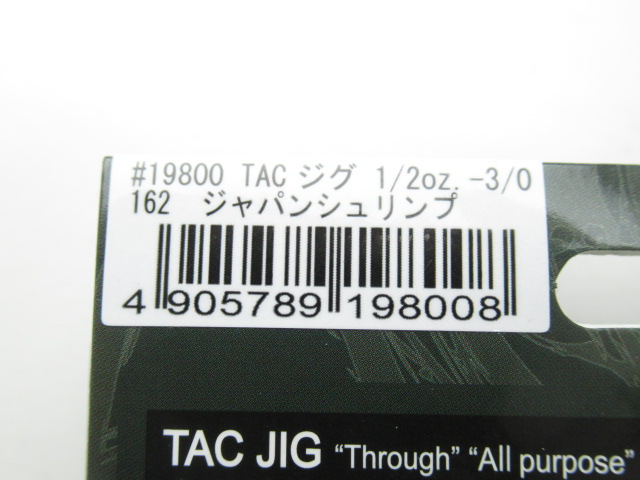 #19800 TAC ジグ 1/2oz.-3/0
162 ジャパンシュリンプ
4 905789 198008
TAC JIG “Through” “All purpose”